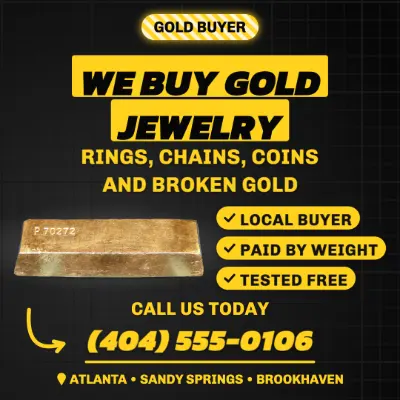 GOLD BUYER
WE BUY GOLD
JEWELRY
RINGS, CHAINS, COINS
AND BROKEN GOLD
P 70272
LOCAL BUYER
PAID BY WEIGHT
TESTED FREE
CALL US TODAY
(404) 555-0106
ATLANTA • SANDY SPRINGS • BROOKHAVEN